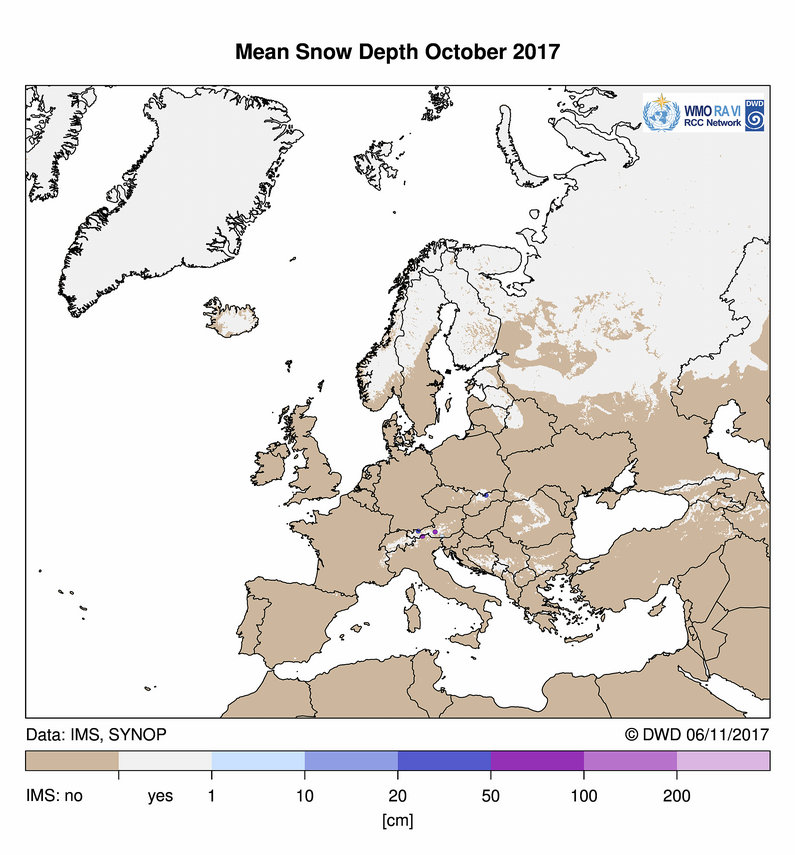 Mean Snow Depth October 2017
WMO RA VI
RCC Network
DWD
Data: IMS, SYNOP
© DWD 06/11/2017
IMS: no yes 1 10 20 50 100 200
[cm]